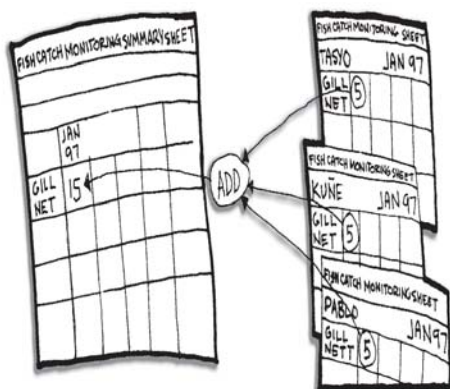 FISH CATCH MONITORING SUMMARY SHEET
JAN
97
GILL
NET
15
ADD
FISH CATCH MONITORING SHEET
TASYO JAN 97
GILL
NET
5
FISH CATCH MONITORING SHEET
KUÑE JAN 97
GILL
NET
5
FISH CATCH MONITORING SHEET
JAN 97
GILL
NETT
5